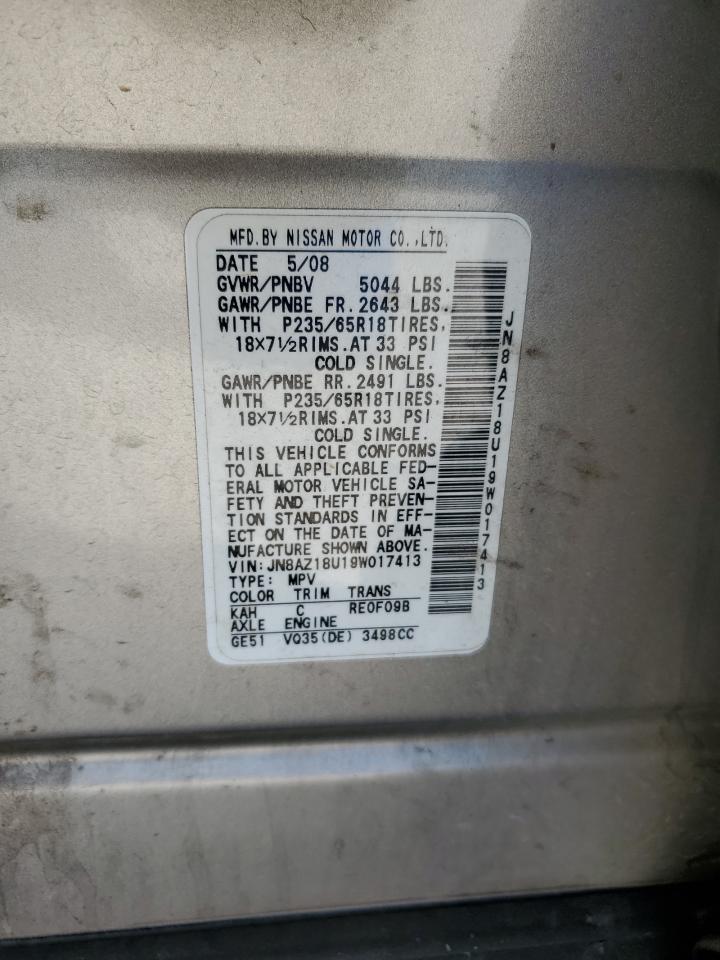 MFD.BY NISSAN MOTOR CO.,LTD.
DATE 5/08
GVWR/PNBV 5044 LBS.
GAWR/PNBE FR.2643 LBS.
WITH P235/65R18TIRES,
18×7½RIMS.AT 33 PSI
COLD SINGLE.
GAWR/PNBE RR.2491 LBS.
WITH P235/65R18TIRES,
18×7½RIMS.AT 33 PSI
COLD SINGLE.
THIS VEHICLE CONFORMS
TO ALL APPLICABLE FED-
ERAL MOTOR VEHICLE SA-
FETY AND THEFT PREVEN-
TION STANDARDS IN EFF-
ECT ON THE DATE OF MA-
NUFACTURE SHOWN ABOVE.
VIN:JN8AZ18U19W017413
TYPE: MPV
COLOR TRIM TRANS
KAH C RE0F09B
AXLE ENGINE
GE51 VQ35(DE) 3498CC
JN8AZ18U19W017413